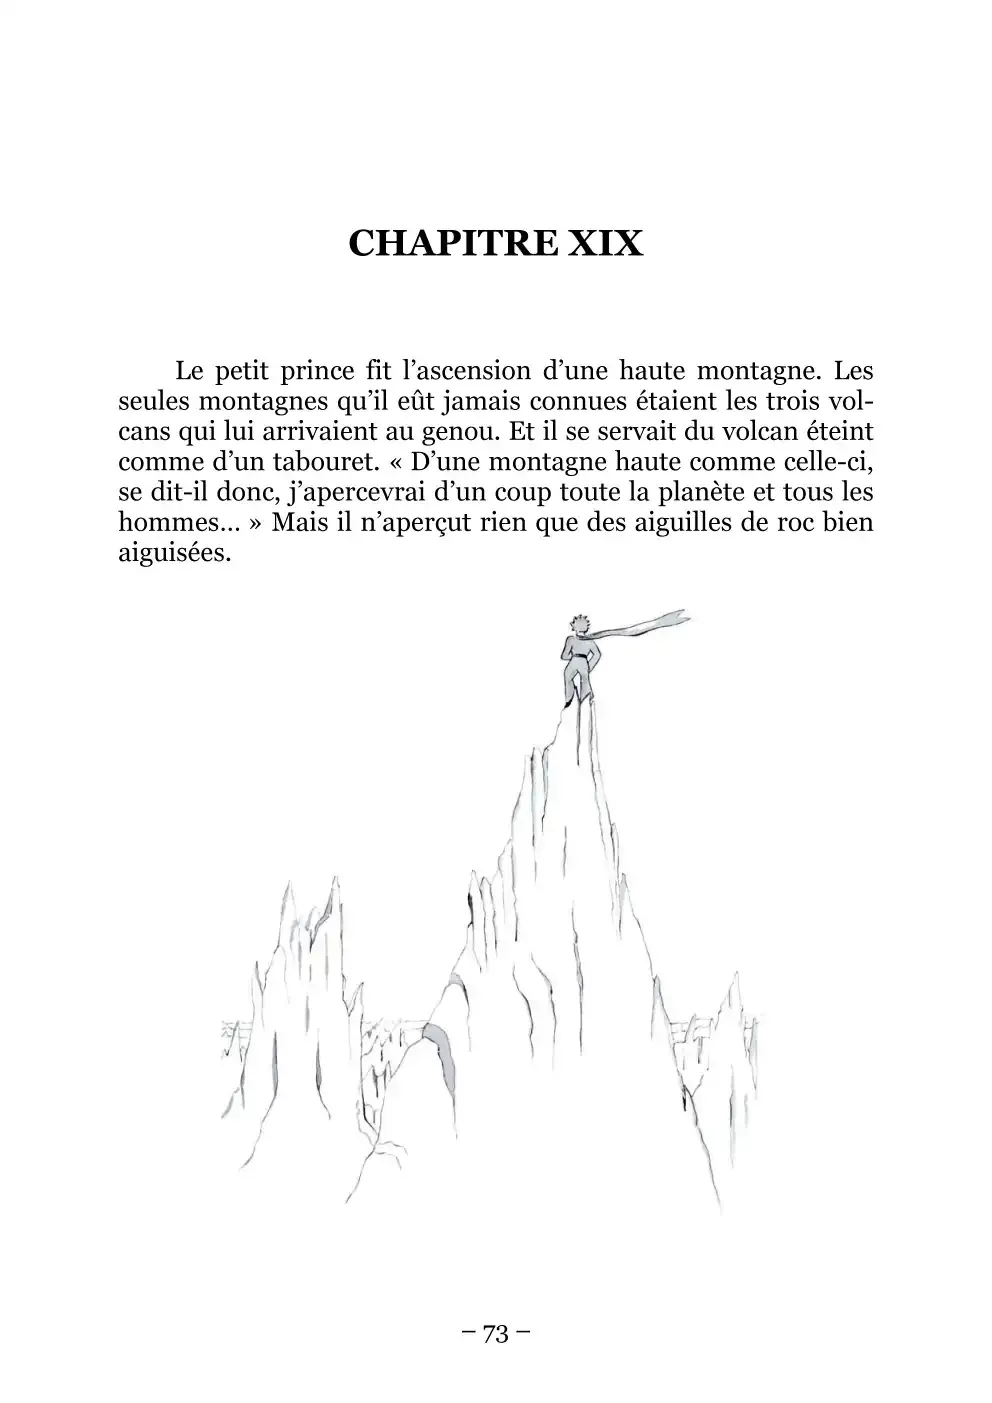 CHAPITRE XIX
Le petit prince fit l’ascension d’une haute montagne. Les
seules montagnes qu’il eût jamais connues étaient les trois vol-
cans qui lui arrivaient au genou. Et il se servait du volcan éteint
comme d’un tabouret. « D’une montagne haute comme celle-ci,
se dit-il donc, j’apercevrai d’un coup toute la planète et tous les
hommes… » Mais il n’aperçut rien que des aiguilles de roc bien
aiguisées.
– 73 –